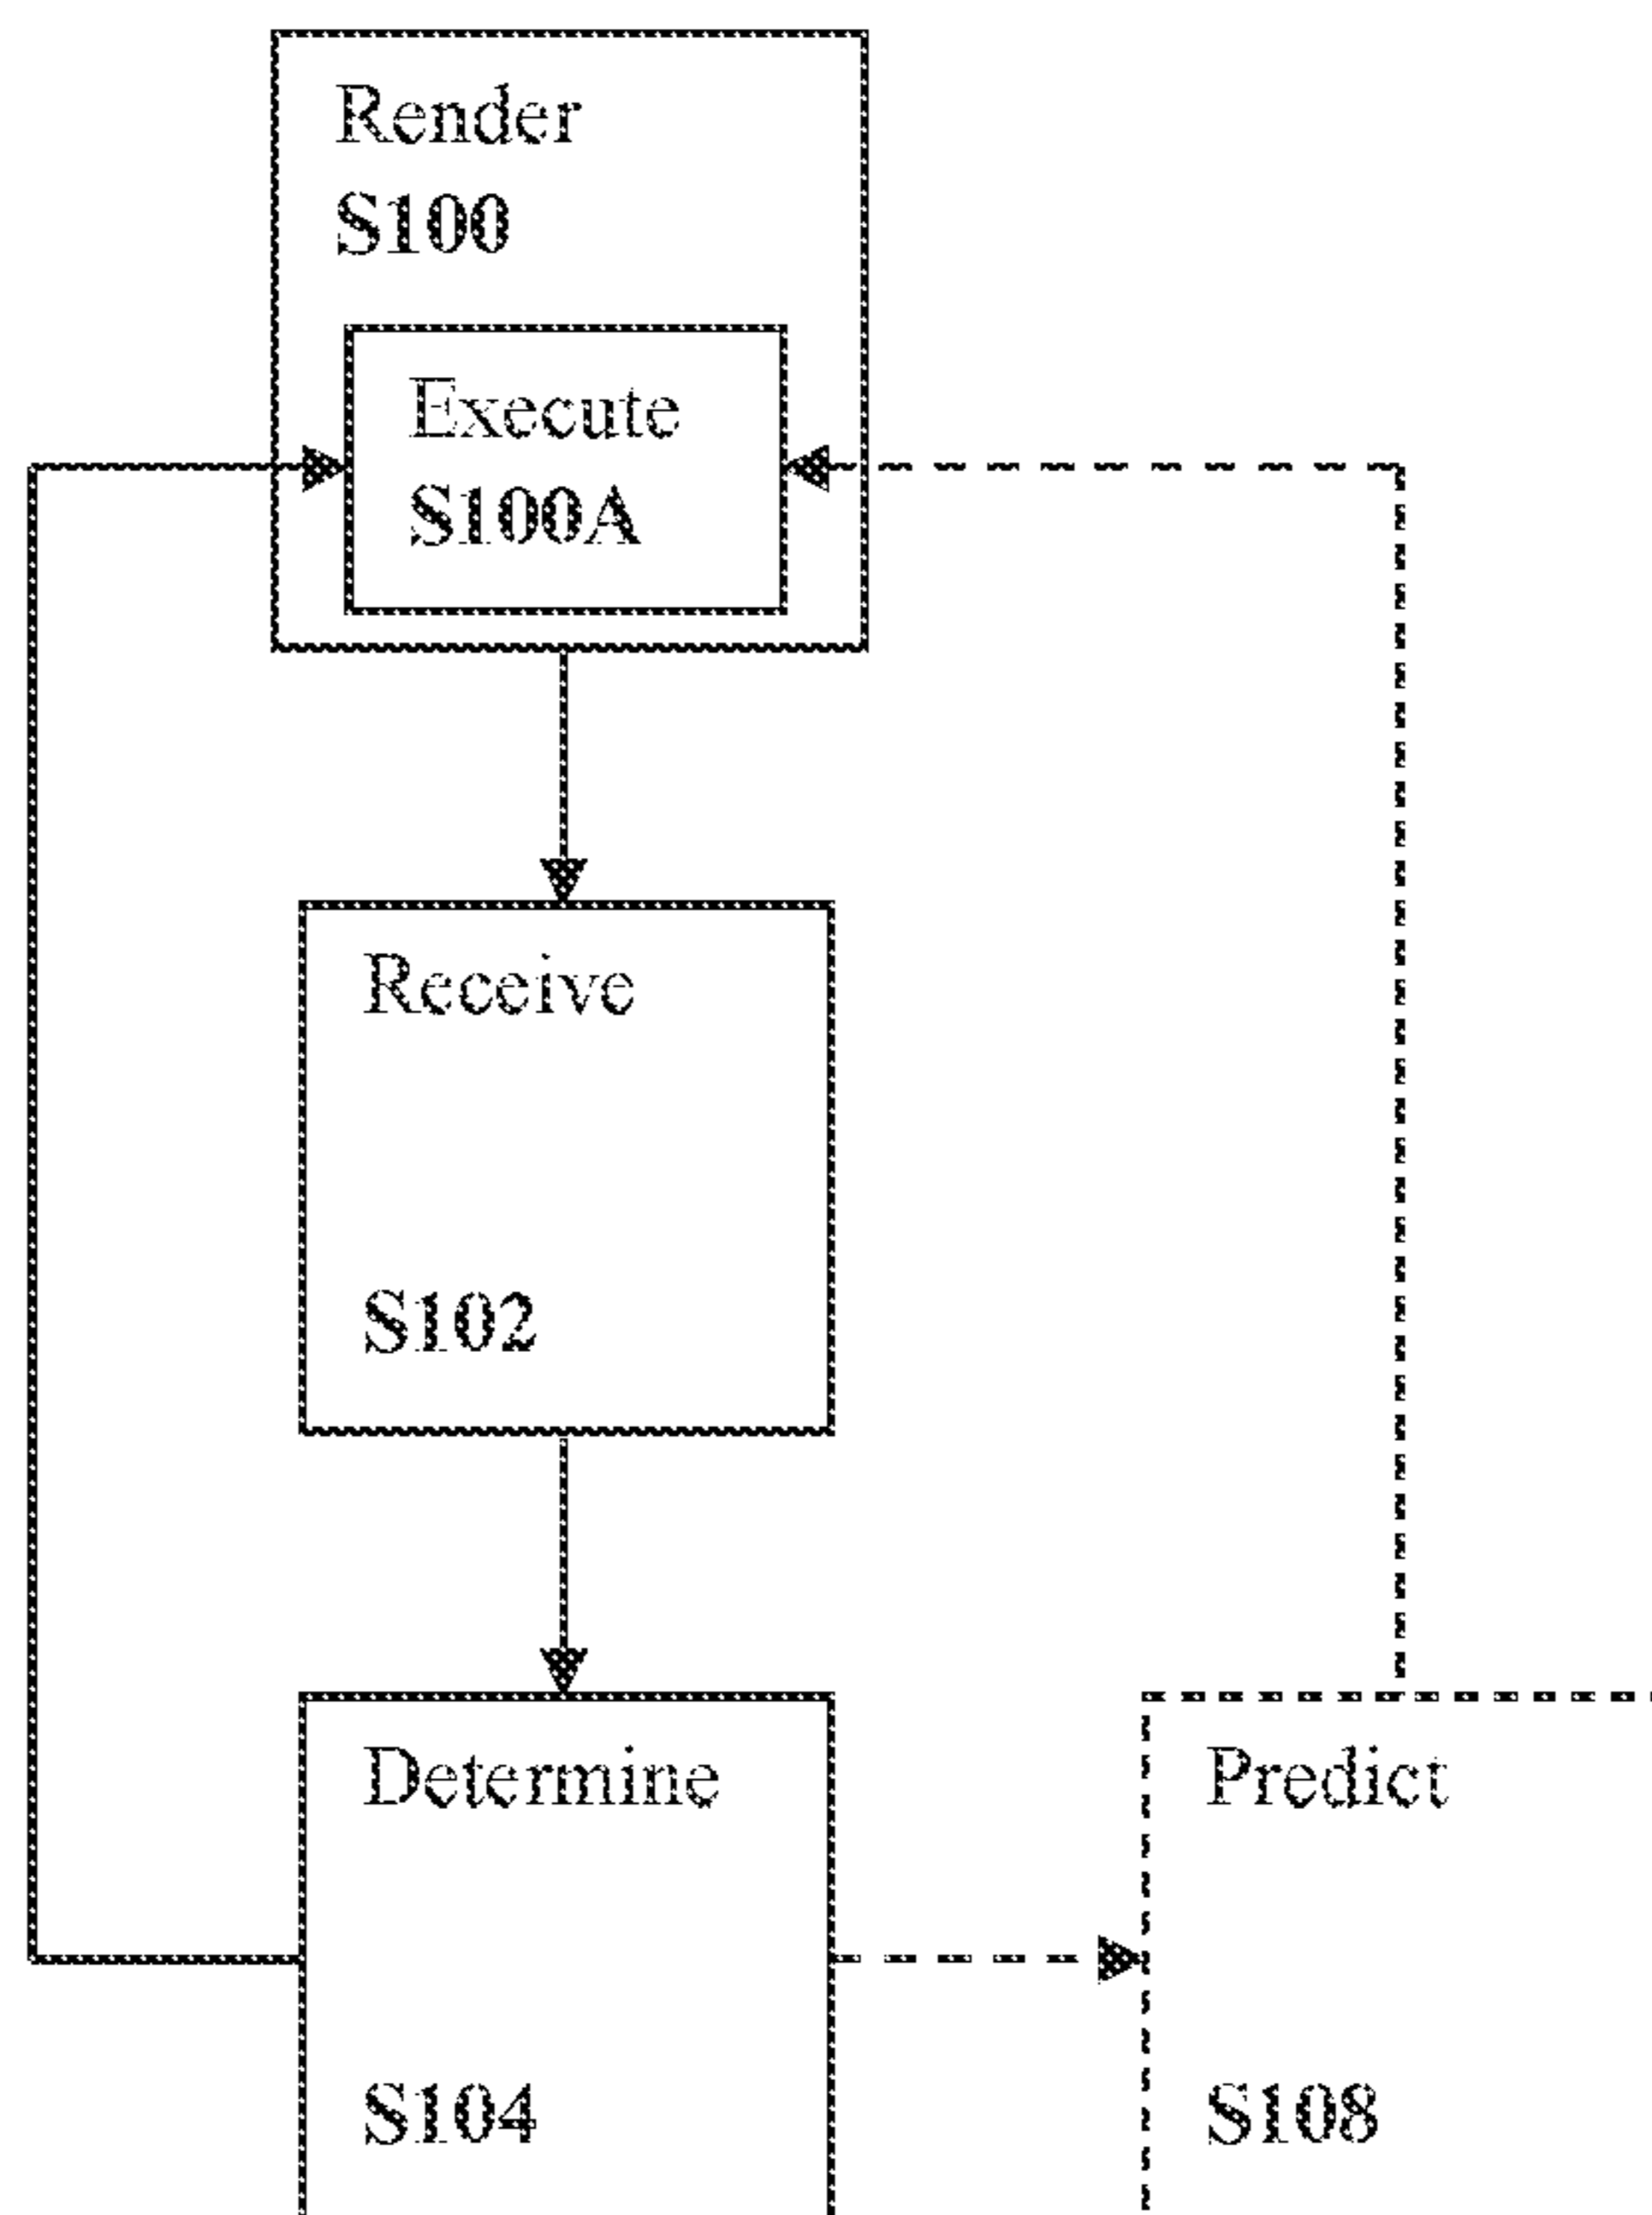 Render
S100
Execute
S100A
Receive
S102
Determine
S104
Predict
S108